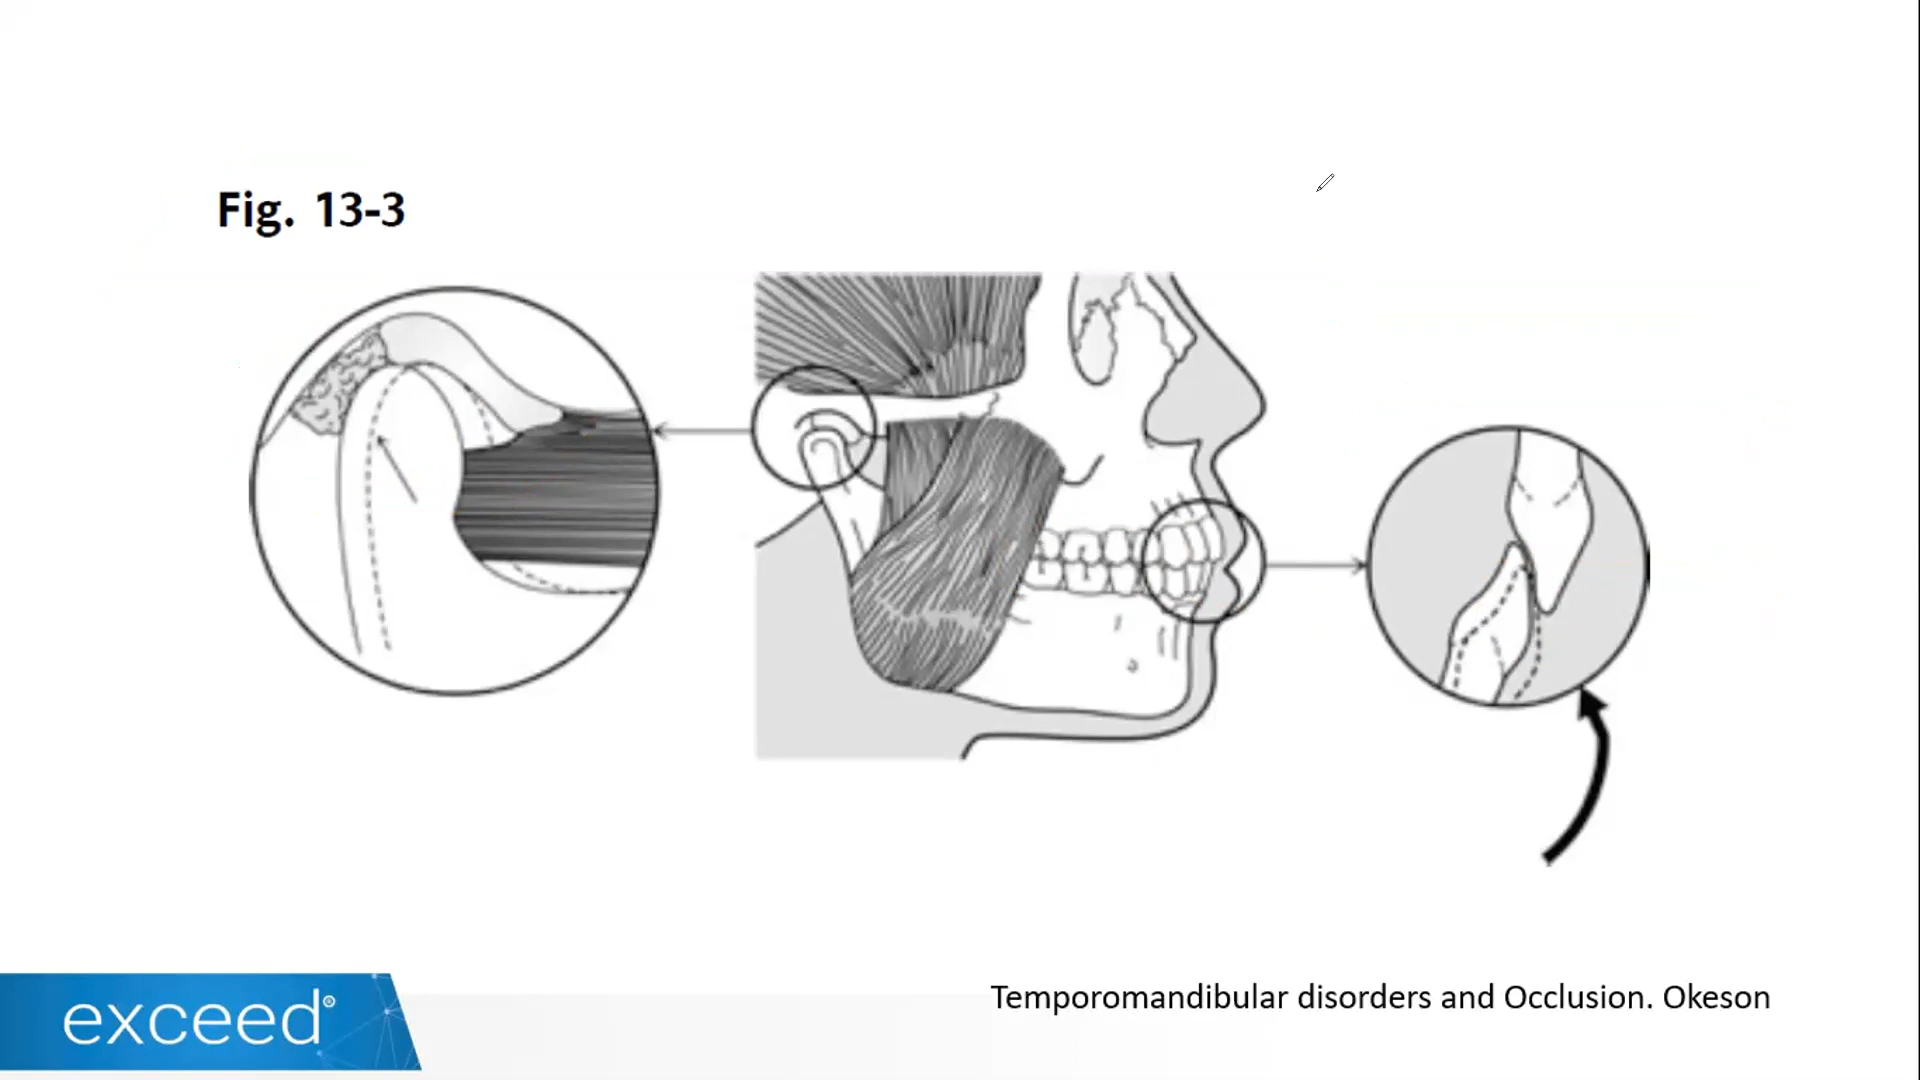 Fig. 13-3
exceed®
Temporomandibular disorders and Occlusion. Okeson